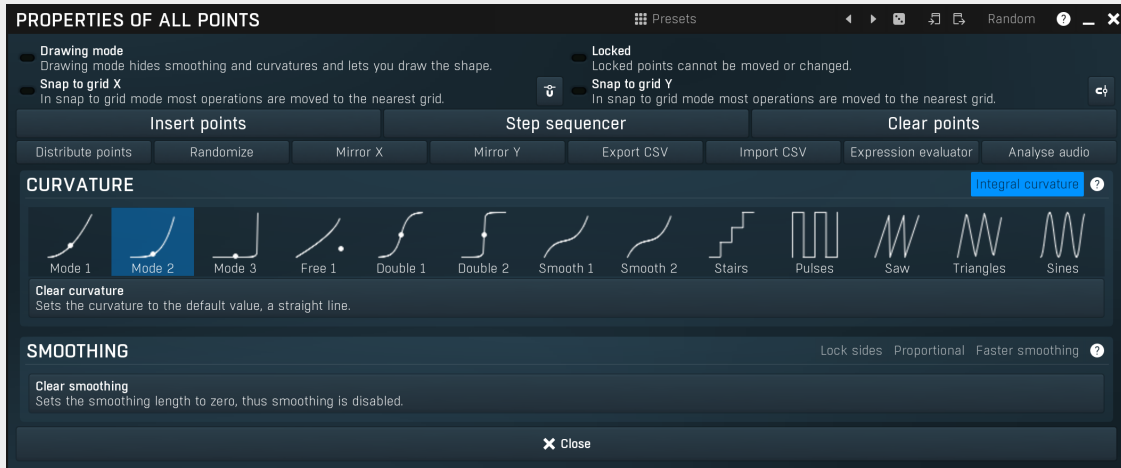 PROPERTIES OF ALL POINTS
Presets
Random
?
Drawing mode
Drawing mode hides smoothing and curvatures and lets you draw the shape.
Locked
Locked points cannot be moved or changed.
Snap to grid X
In snap to grid mode most operations are moved to the nearest grid.
Snap to grid Y
In snap to grid mode most operations are moved to the nearest grid.
Insert points
Step sequencer
Clear points
Distribute points
Randomize
Mirror X
Mirror Y
Export CSV
Import CSV
Expression evaluator
Analyse audio
CURVATURE
Integral curvature
?
Mode 1
Mode 2
Mode 3
Free 1
Double 1
Double 2
Smooth 1
Smooth 2
Stairs
Pulses
Saw
Triangles
Sines
Clear curvature
Sets the curvature to the default value, a straight line.
SMOOTHING
Lock sides
Proportional
Faster smoothing
?
Clear smoothing
Sets the smoothing length to zero, thus smoothing is disabled.
Close